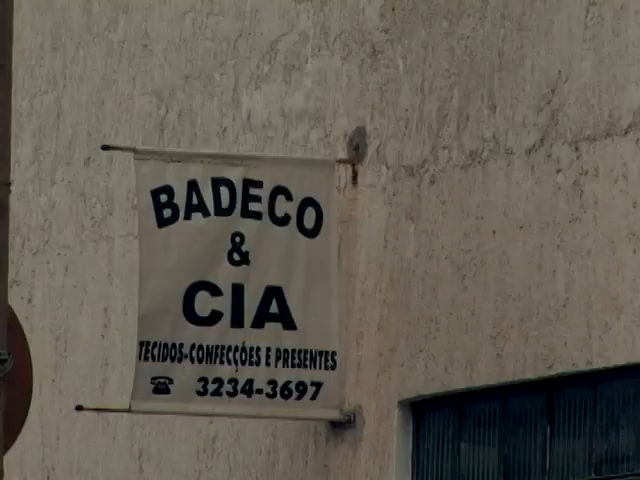 BADECO
&
CIA
TECIDOS-CONFECÇÕES E PRESENTES
☎ 3234-3697